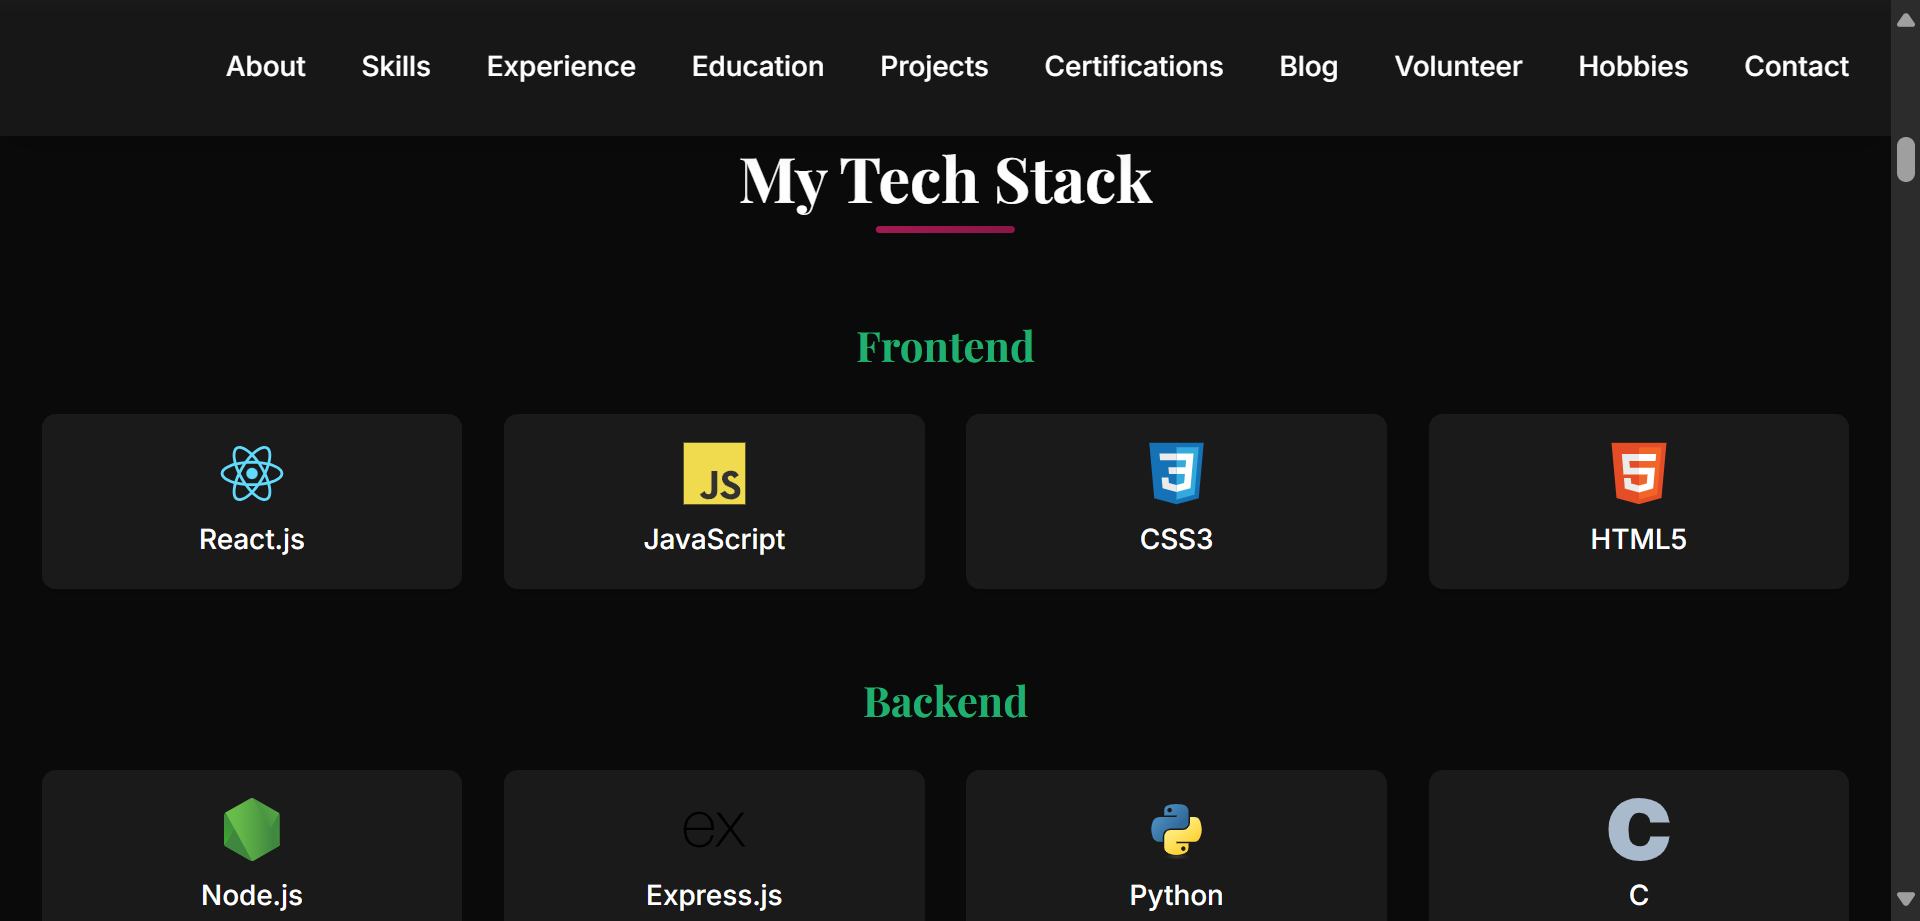 About Skills Experience Education Projects Certifications Blog Volunteer Hobbies Contact
My Tech Stack
Frontend
JS
React.js JavaScript CSS3 HTML5
Backend
ex
Node.js Express.js Python C